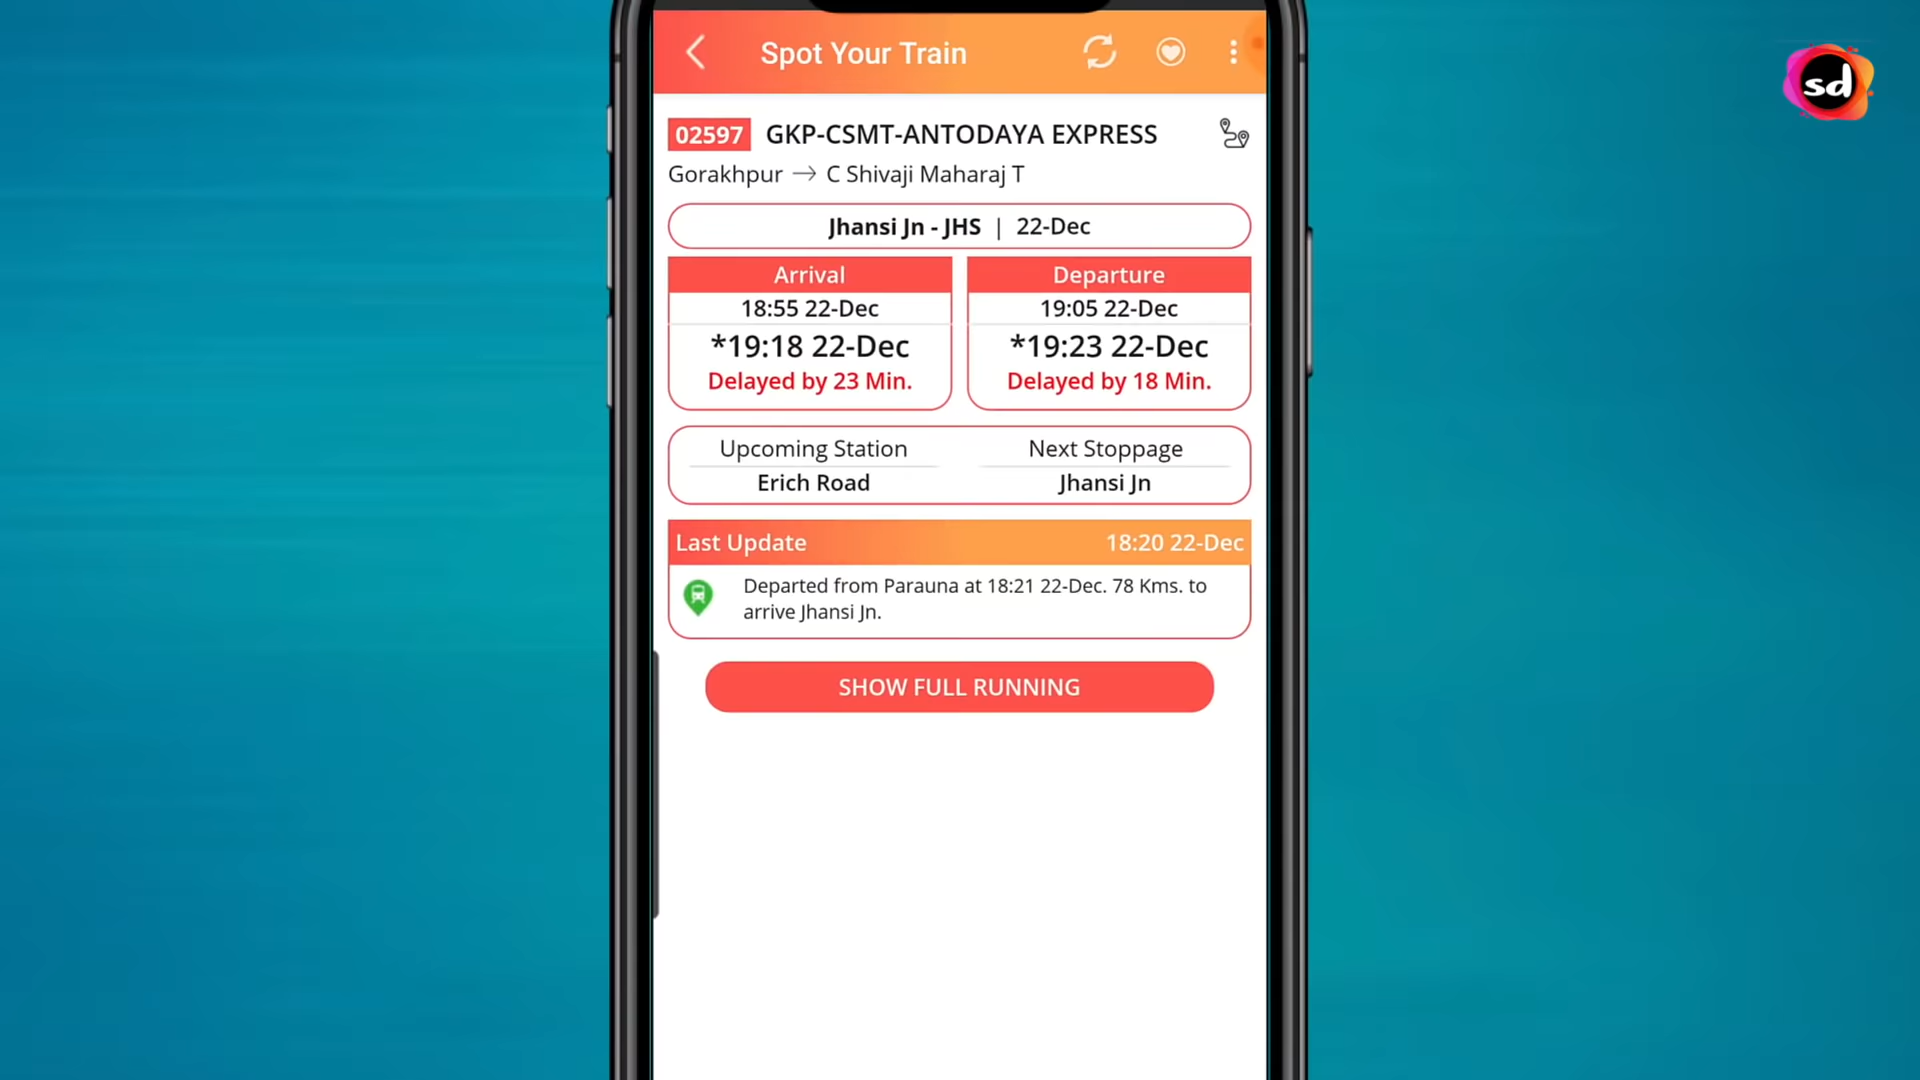 Spot Your Train
sd
02597 GKP-CSMT-ANTODAYA EXPRESS
Gorakhpur → C Shivaji Maharaj T
Jhansi Jn - JHS | 22-Dec
Arrival
18:55 22-Dec
*19:18 22-Dec
Delayed by 23 Min.
Departure
19:05 22-Dec
*19:23 22-Dec
Delayed by 18 Min.
Upcoming Station
Erich Road
Next Stoppage
Jhansi Jn
Last Update 18:20 22-Dec
Departed from Parauna at 18:21 22-Dec. 78 Kms. to
arrive Jhansi Jn.
SHOW FULL RUNNING